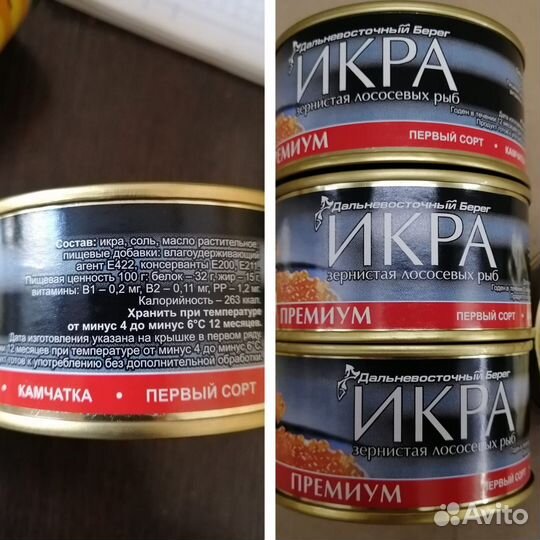 Состав: икра, соль, масло растительное,
пищевые добавки: влагоудерживающий
агент Е422, консерванты Е200, Е211.
Пищевая ценность 100 г: белок – 32 г, жир – 15 г,
витамины: В1 – 0,2 мг, В2 – 0,11 мг, РР – 1,2 мг.
Калорийность – 263 ккал.
Хранить при температуре
от минус 4 до минус 6°С 12 месяцев.
Дата изготовления указана на крышке в первом ряду.
12 месяцев при температуре от минус 4 до минус 6°С.
к употреблению без дополнительной обработки.
• КАМЧАТКА • ПЕРВЫЙ СОРТ
Дальневосточный Берег
ИКРА
зернистая лососевых рыб
Годен в течении 12
ПРЕМИУМ
ПЕРВЫЙ СОРТ •
Дальневосточный Берег
ИКРА
зернистая лососевых рыб
ПРЕМИУМ
ПЕРВЫЙ СОРТ
Дальневосточный Берег
ИКРА
зернистая лососевых рыб
ПРЕМИУМ
ПЕРВЫЙ СОРТ
Avito